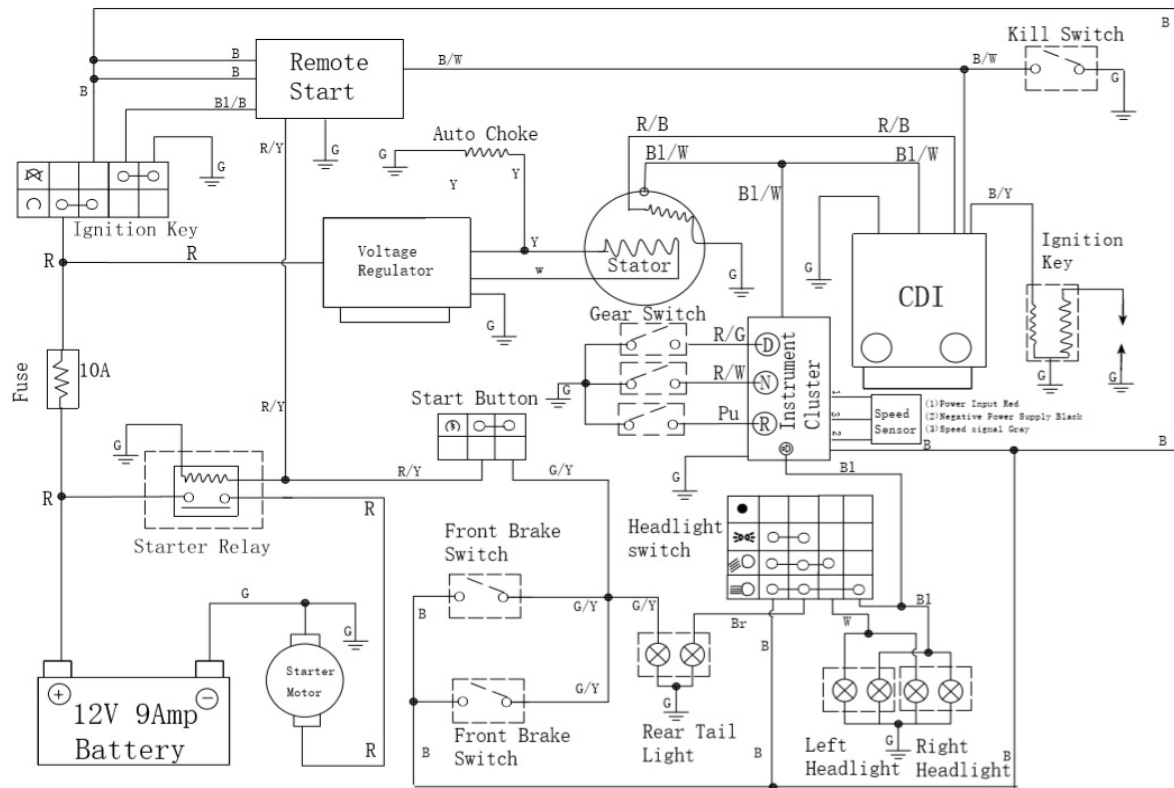 B
Remote
Start
B
B
B
Bl/B
B/W
B/W
Kill Switch
G
R/Y
G
G
Auto Choke
G
Y
Y
R/B
R/B
Bl/W
Bl/W
Bl/W
B/Y
Ignition Key
R
R
Voltage
Regulator
Y
w
G
Stator
G
G
CDI
Ignition
Key
G
G
Gear Switch
R/G
D
R/W
N
Pu
R
G
Instrument
Cluster
1
3
2
Speed
Sensor
(1)Power Input Red
(2)Negative Power Supply Black
(3)Speed signal Gray
B
B
Fuse
10A
R/Y
Start Button
G
R/Y
G/Y
G
Bl
R
R
Starter Relay
Front Brake
Switch
Headlight
switch
B
G/Y
G/Y
Br
B
W
Bl
G
G
Starter
Motor
12V 9Amp
Battery
R
G/Y
Front Brake
Switch
B
G
Rear Tail
Light
B
Left
Headlight
G
Right
Headlight
B